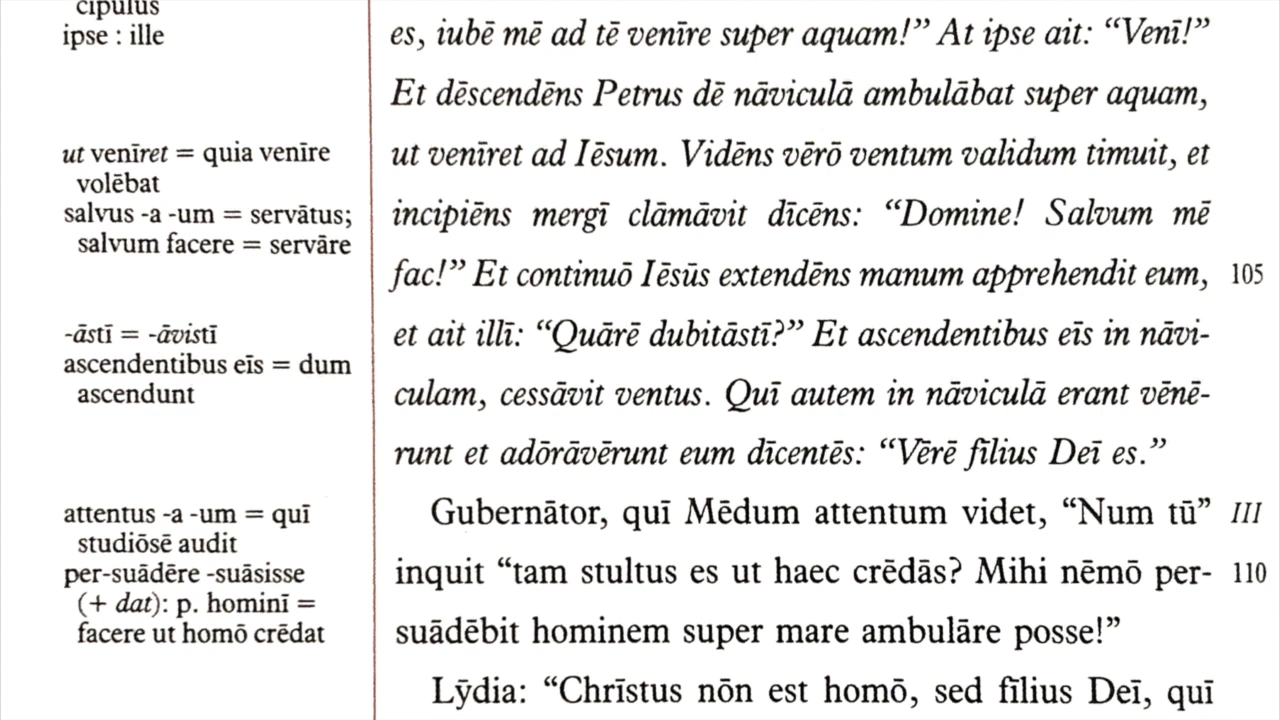 cipulus
ipse : ille
ut venīret = quia venīre
volēbat
salvus -a -um = servātus;
salvum facere = servāre
-āstī = -āvistī
ascendentibus eīs = dum
ascendunt
attentus -a -um = quī
studiōsē audit
per-suādēre -suāsisse
(+ dat): p. hominī =
facere ut homō crēdat
es, iubē mē ad tē venīre super aquam!” At ipse ait: “Venī!”
Et dēscendēns Petrus dē nāviculā ambulābat super aquam,
ut venīret ad Iēsum. Vidēns vērō ventum validum timuit, et
incipiēns mergī clāmāvit dīcēns: “Domine! Salvum mē
fac!” Et continuō Iēsūs extendēns manum apprehendit eum, 105
et ait illī: “Quārē dubitāstī?” Et ascendentibus eīs in nāvi-
culam, cessāvit ventus. Quī autem in nāviculā erant vēnē-
runt et adōrāvērunt eum dīcentēs: “Vērē fīlius Deī es.”
Gubernātor, quī Mēdum attentum videt, “Num tū” III
inquit “tam stultus es ut haec crēdās? Mihi nēmō per- 110
suādēbit hominem super mare ambulāre posse!”
Lȳdia: “Chrīstus nōn est homō, sed fīlius Deī, quī